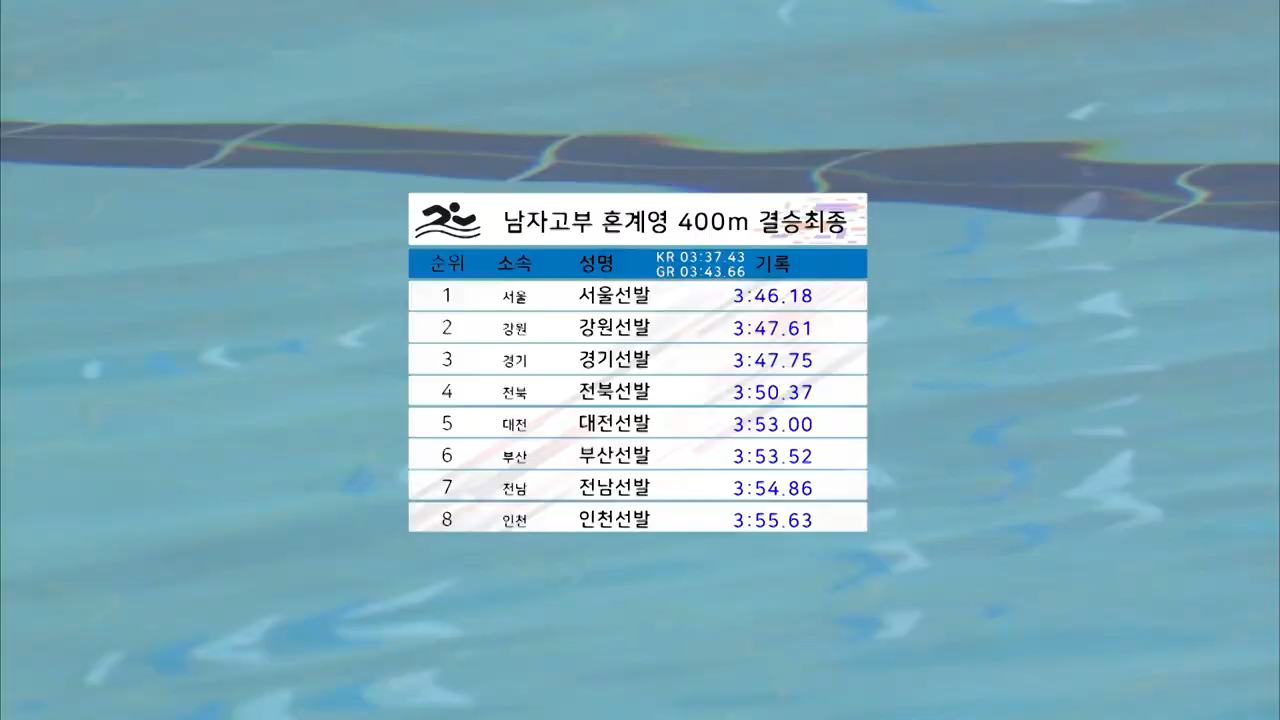 남자고부 혼계영 400m 결승최종
순위 소속 성명 KR 03:37.43 기록
GR 03:43.66
1 서울 서울선발 3:46.18
2 강원 강원선발 3:47.61
3 경기 경기선발 3:47.75
4 전북 전북선발 3:50.37
5 대전 대전선발 3:53.00
6 부산 부산선발 3:53.52
7 전남 전남선발 3:54.86
8 인천 인천선발 3:55.63